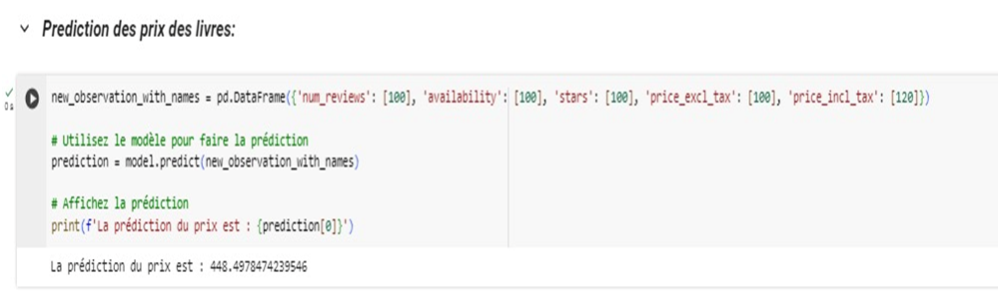 Prediction des prix des livres:
new_observation_with_names = pd.DataFrame({'num_reviews': [100], 'availability': [100], 'stars': [100], 'price_excl_tax': [100], 'price_incl_tax': [120]})
# Utilisez le modèle pour faire la prédiction
prediction = model.predict(new_observation_with_names)
# Affichez la prédiction
print(f'La prédiction du prix est : {prediction[0]}')
La prédiction du prix est : 448.4978474239546